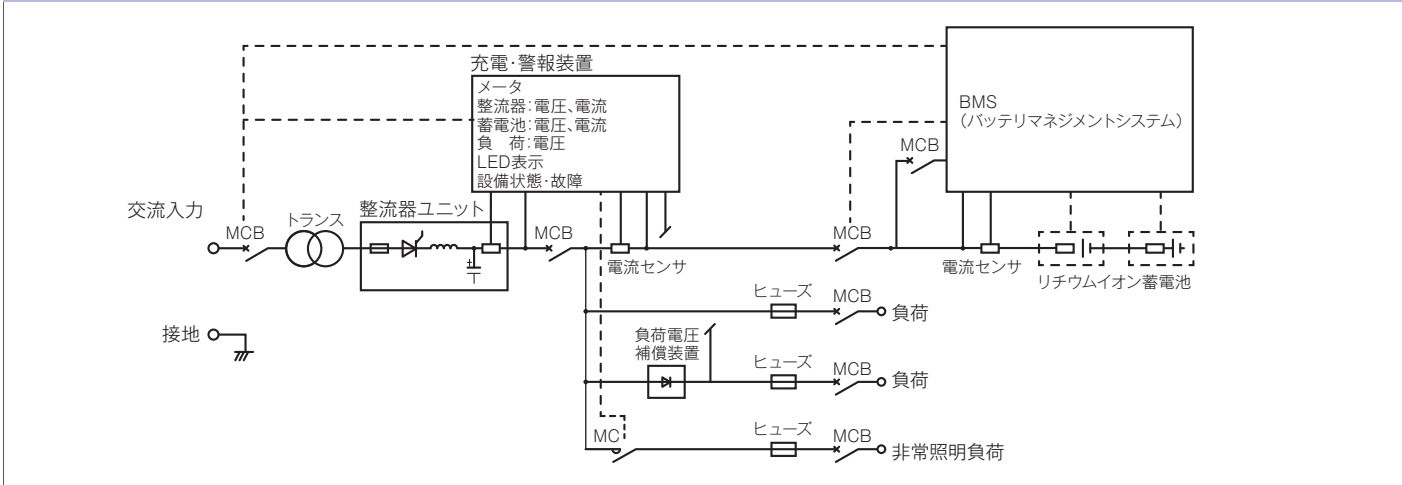 充電・警報装置
メータ
整流器：電圧、電流
蓄電池：電圧、電流
負　荷：電圧
LED表示
設備状態・故障
BMS
（バッテリマネジメントシステム）
MCB
交流入力
MCB
トランス
整流器ユニット
MCB
電流センサ
MCB
電流センサ
リチウムイオン蓄電池
ヒューズ
MCB
負荷
接地
負荷電圧
補償装置
ヒューズ
MCB
負荷
MC
ヒューズ
MCB
非常照明負荷